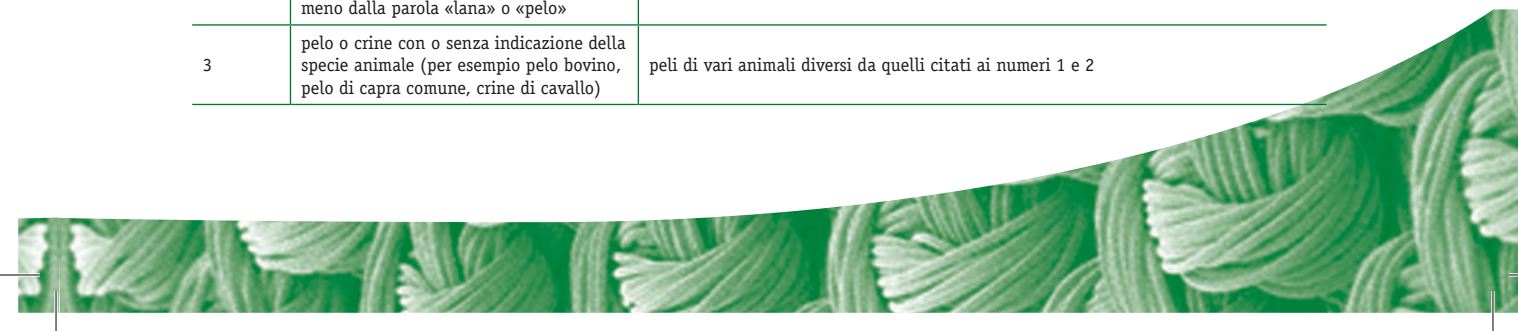 meno dalla parola «lana» o «pelo»
3
pelo o crine con o senza indicazione della
specie animale (per esempio pelo bovino,
pelo di capra comune, crine di cavallo)
peli di vari animali diversi da quelli citati ai numeri 1 e 2